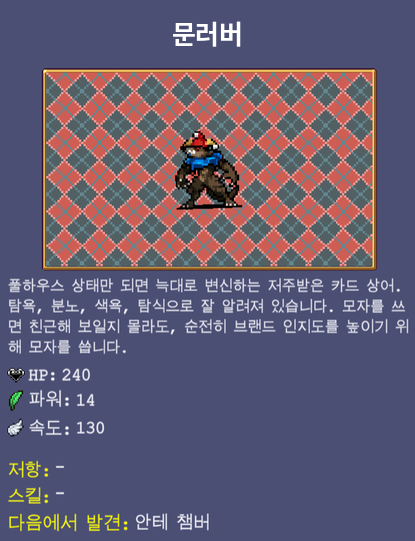 문러버
풀하우스 상태만 되면 늑대로 변신하는 저주받은 카드 상어.
탐욕, 분노, 색욕, 탐식으로 잘 알려져 있습니다. 모자를 쓰
면 친근해 보일지 몰라도, 순전히 브랜드 인지도를 높이기 위
해 모자를 씁니다.
HP: 240
파워: 14
속도: 130
저항: -
스킬: -
다음에서 발견: 안테 챔버